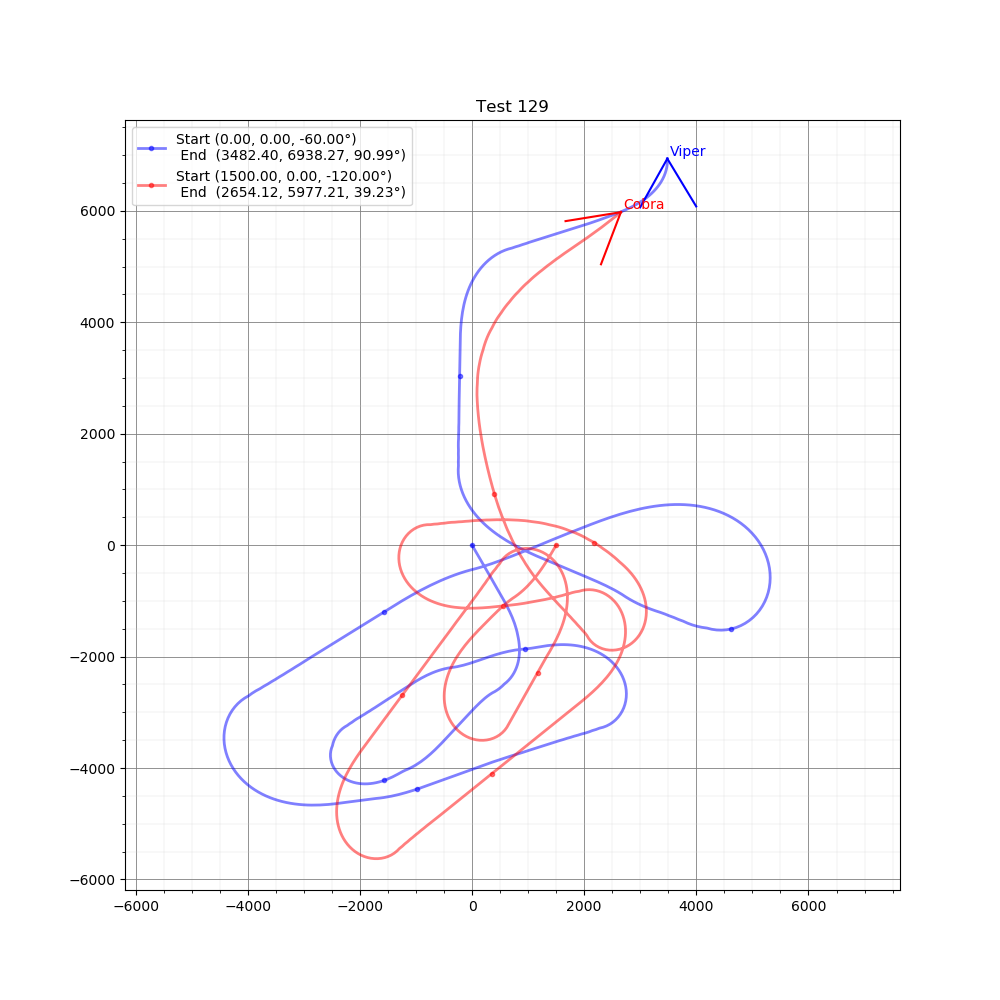 Test 129
Start (0.00, 0.00, -60.00°)
End (3482.40, 6938.27, 90.99°)
Start (1500.00, 0.00, -120.00°)
End (2654.12, 5977.21, 39.23°)
Viper
Cobra
6000
4000
2000
0
−2000
−4000
−6000
−6000 −4000 −2000 0 2000 4000 6000